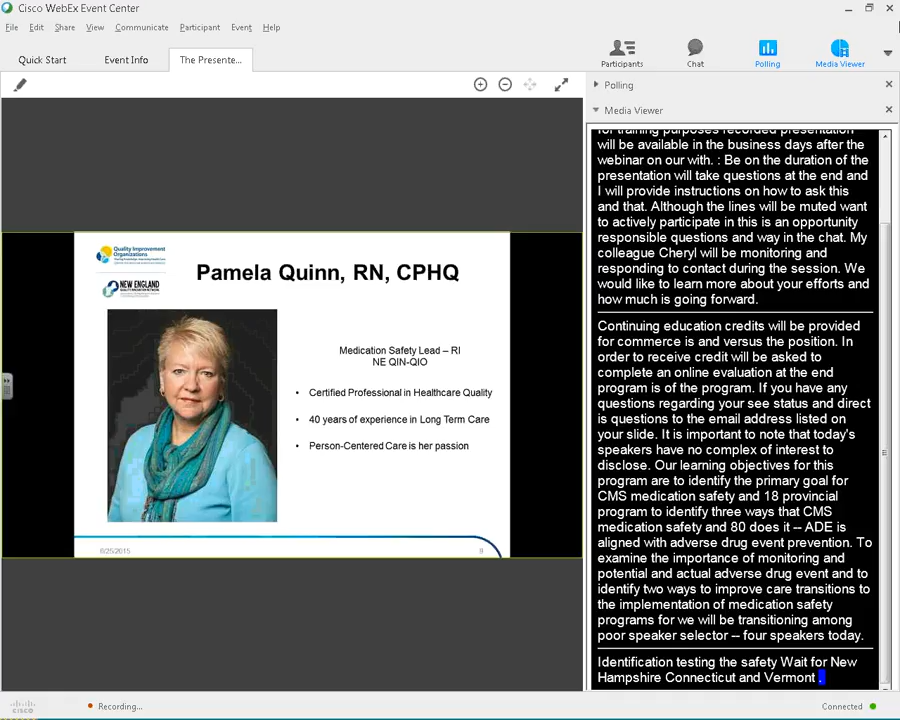 Cisco WebEx Event Center
File Edit Share View Communicate Participant Event Help
Quick Start Event Info The Presente...
Participants Chat Polling Media Viewer
Polling
Media Viewer
Quality Improvement
Organizations
NEW ENGLAND
Pamela Quinn, RN, CPHQ
Medication Safety Lead – RI
NE QIN-QIO
• Certified Professional in Healthcare Quality
• 40 years of experience in Long Term Care
• Person-Centered Care is her passion
6/25/2015 9
for training purposes recorded presentation
will be available in the business days after the
webinar on our with. : Be on the duration of the
presentation will take questions at the end and
I will provide instructions on how to ask this
and that. Although the lines will be muted want
to actively participate in this is an opportunity
responsible questions and way in the chat. My
colleague Cheryl will be monitoring and
responding to contact during the session. We
would like to learn more about your efforts and
how much is going forward.
Continuing education credits will be provided
for commerce is and versus the position. In
order to receive credit will be asked to
complete an online evaluation at the end
program is of the program. If you have any
questions regarding your see status and direct
is questions to the email address listed on
your slide. It is important to note that today's
speakers have no complex of interest to
disclose. Our learning objectives for this
program are to identify the primary goal for
CMS medication safety and 18 provincial
program to identify three ways that CMS
medication safety and 80 does it -- ADE is
aligned with adverse drug event prevention. To
examine the importance of monitoring and
potential and actual adverse drug event and to
identify two ways to improve care transitions to
the implementation of medication safety
programs for we will be transitioning among
poor speaker selector -- four speakers today.
Identification testing the safety Wait for New
Hampshire Connecticut and Vermont .
cisco Recording... Connected